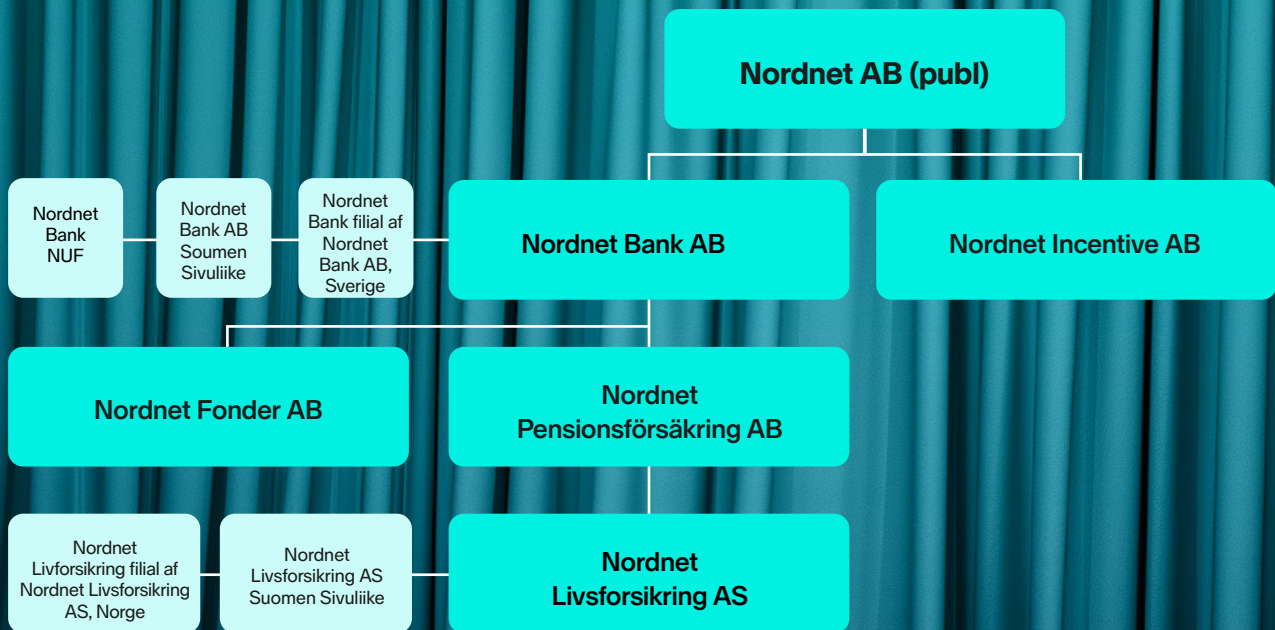 Nordnet AB (publ)
Nordnet
Bank
NUF
Nordnet
Bank AB
Soumen
Sivuliike
Nordnet
Bank filial af
Nordnet
Bank AB,
Sverige
Nordnet Bank AB
Nordnet Incentive AB
Nordnet Fonder AB
Nordnet
Pensionsförsäkring AB
Nordnet
Livforsikring filial af
Nordnet Livsforsikring
AS, Norge
Nordnet
Livsforsikring AS
Suomen Sivuliike
Nordnet
Livsforsikring AS